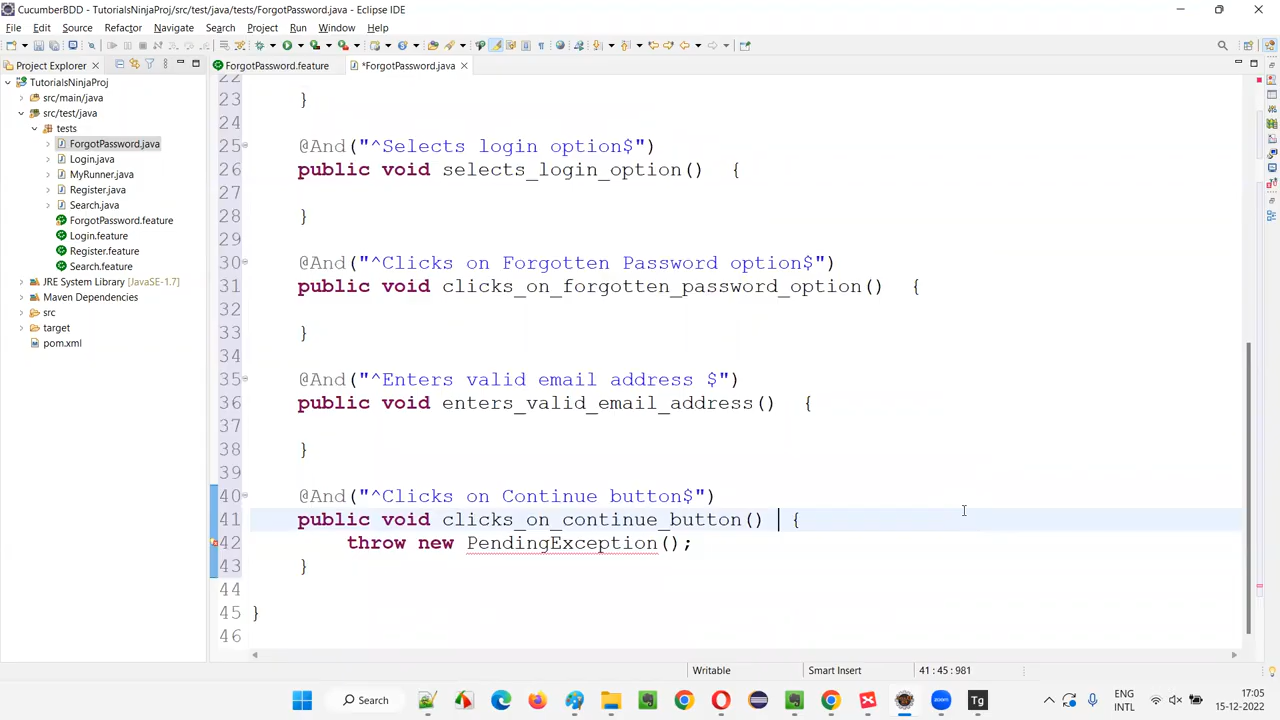 CucumberBDD - TutorialsNinjaProj/src/test/java/tests/ForgotPassword.java - Eclipse IDE
File Edit Source Refactor Navigate Search Project Run Window Help
Project Explorer
ForgotPassword.feature
*ForgotPassword.java
TutorialsNinjaProj
src/main/java
src/test/java
tests
ForgotPassword.java
Login.java
MyRunner.java
Register.java
Search.java
ForgotPassword.feature
Login.feature
Register.feature
Search.feature
JRE System Library [JavaSE-1.7]
Maven Dependencies
src
target
pom.xml
22
23 }
24
25 @And("^Selects login option$")
26 public void selects_login_option() {
27
28 }
29
30 @And("^Clicks on Forgotten Password option$")
31 public void clicks_on_forgotten_password_option() {
32
33 }
34
35 @And("^Enters valid email address $")
36 public void enters_valid_email_address() {
37
38 }
39
40 @And("^Clicks on Continue button$")
41 public void clicks_on_continue_button() {
42 throw new PendingException();
43 }
44
45 }
46
Writable
Smart Insert
41 : 45 : 981
Search
zoom
Tg
ENG
INTL
17:05
15-12-2022